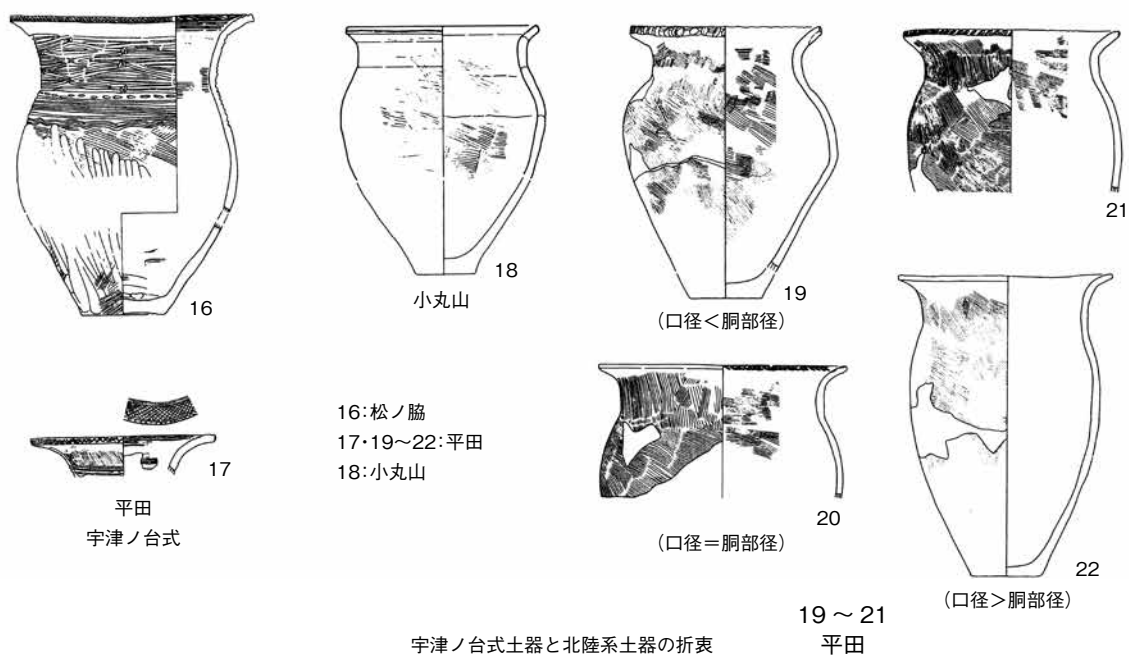 16
18
小丸山
19
(口径<胴部径)
21
17
平田
宇津ノ台式
16:松ノ脇
17・19~22:平田
18:小丸山
20
(口径=胴部径)
22
(口径>胴部径)
宇津ノ台式土器と北陸系土器の折衷
19 ~ 21
平田